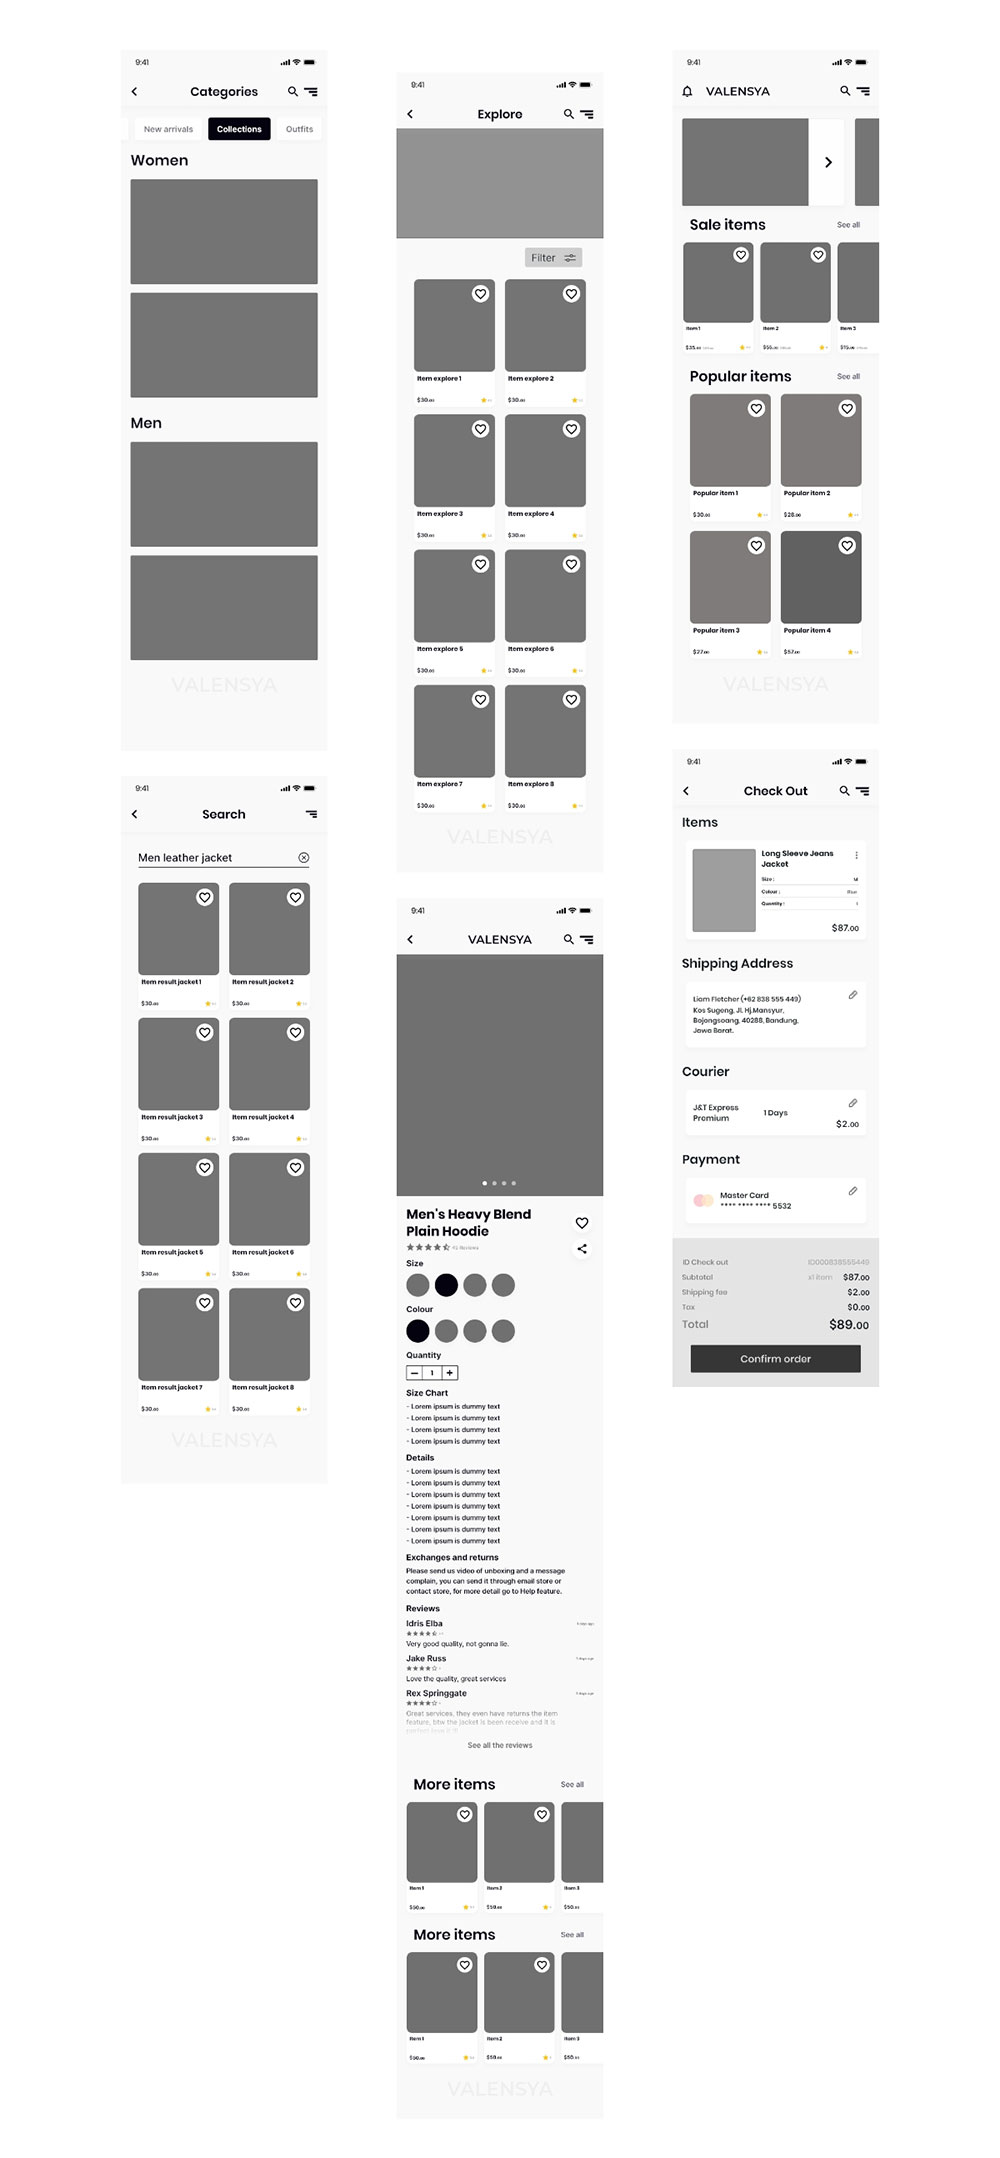 9:41
Categories
New arrivals
Collections
Outfits
Women
Men
VALENSYA
9:41
Search
Men leather jacket
Item result jacket 1
Item result jacket 2
$30.00
$30.00
Item result jacket 3
Item result jacket 4
$30.00
$30.00
Item result jacket 5
Item result jacket 6
$30.00
$30.00
Item result jacket 7
Item result jacket 8
$30.00
$30.00
VALENSYA
9:41
Explore
Filter
Item explore 1
Item explore 2
$30.00
$30.00
Item explore 3
Item explore 4
$30.00
$30.00
Item explore 5
Item explore 6
$30.00
$30.00
Item explore 7
Item explore 8
$30.00
$30.00
VALENSYA
9:41
VALENSYA
Men's Heavy Blend
Plain Hoodie
Reviews
Size
Colour
Quantity
1
Size Chart
- Lorem ipsum is dummy text
- Lorem ipsum is dummy text
- Lorem ipsum is dummy text
- Lorem ipsum is dummy text
Details
- Lorem ipsum is dummy text
- Lorem ipsum is dummy text
- Lorem ipsum is dummy text
- Lorem ipsum is dummy text
- Lorem ipsum is dummy text
- Lorem ipsum is dummy text
- Lorem ipsum is dummy text
Exchanges and returns
Please send us video of unboxing and a message
complain, you can send it through email store or
contact store, for more detail go to Help feature.
Reviews
Idris Elba
Very good quality, not gonna lie.
Jake Russ
Love the quality, great services
Rex Springgate
Great services, they even have returns the item
feature, btw the jacket is been receive and it is
See all the reviews
More items
See all
Item 1
Item 2
Item 3
$50.00
$50.00
$50.00
More items
See all
Item 1
Item 2
Item 3
$50.00
$50.00
$50.00
VALENSYA
9:41
VALENSYA
Sale items
See all
Item 1
Item 2
Item 3
$35.00
$55.00
$15.00
Popular items
See all
Popular item 1
Popular item 2
$30.00
$28.00
Popular item 3
Popular item 4
$27.00
$57.00
VALENSYA
9:41
Check Out
Items
Long Sleeve Jeans
Jacket
Size :
M
Colour :
Blue
Quantity :
1
$87.00
Shipping Address
Liam Fletcher (+62 838 555 449)
Kos Sugeng, Jl. Hj.Mansyur,
Bojongsoang, 40288, Bandung,
Jawa Barat.
Courier
J&T Express
Premium
1 Days
$2.00
Payment
Master Card
**** **** **** 5532
ID Check out
ID000838555449
Subtotal
x1 item
$87.00
Shipping fee
$2.00
Tax
$0.00
Total
$89.00
Confirm order